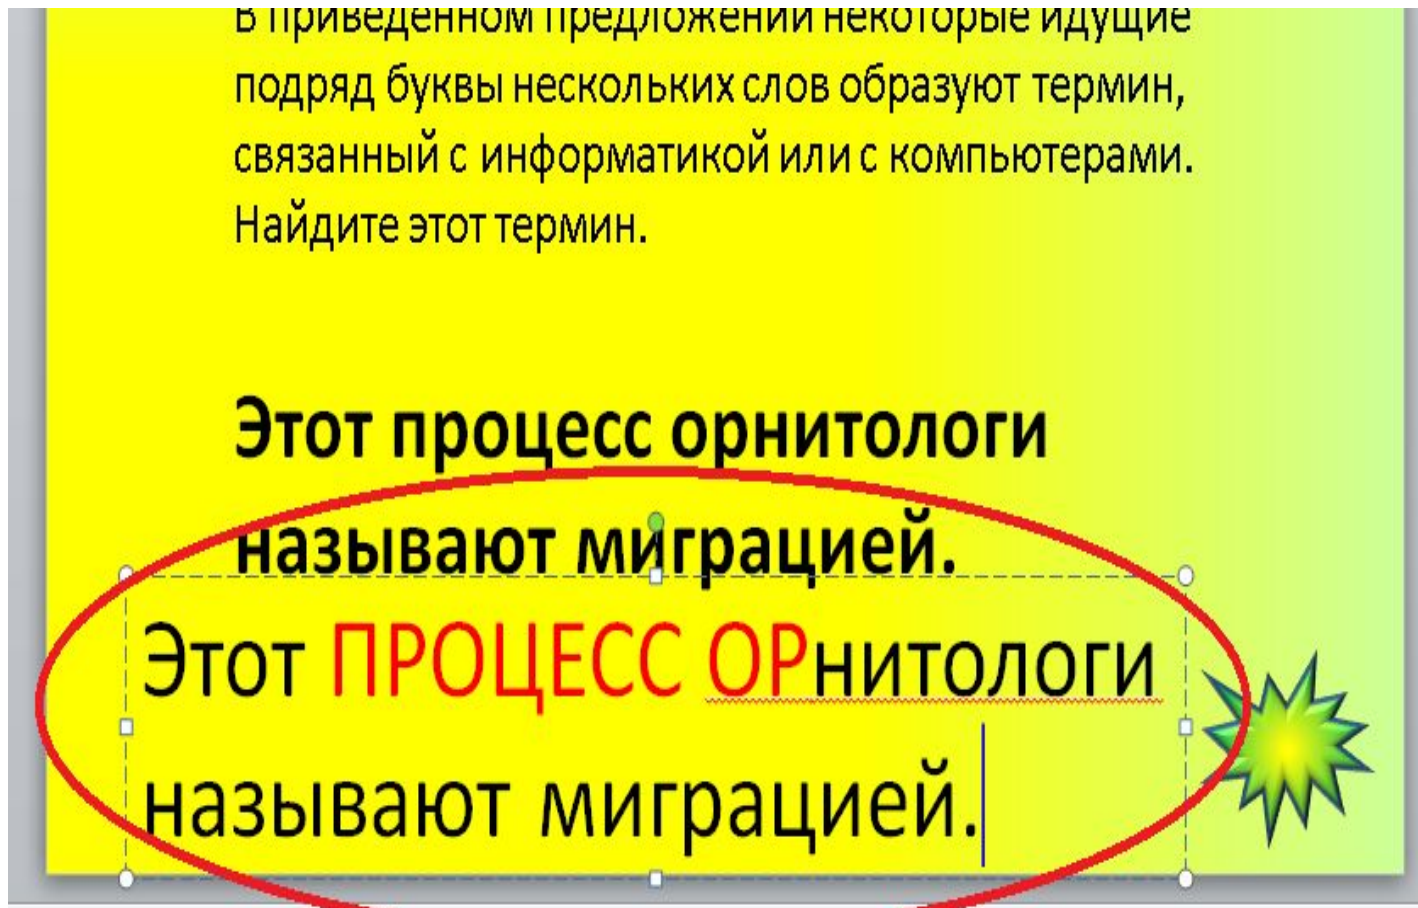 В приведенном предложении некоторые идущие
подряд буквы нескольких слов образуют термин,
связанный с информатикой или с компьютерами.
Найдите этот термин.
Этот процесс орнитологи
называют миграцией.
Этот ПРОЦЕСС ОРнитологи
называют миграцией.